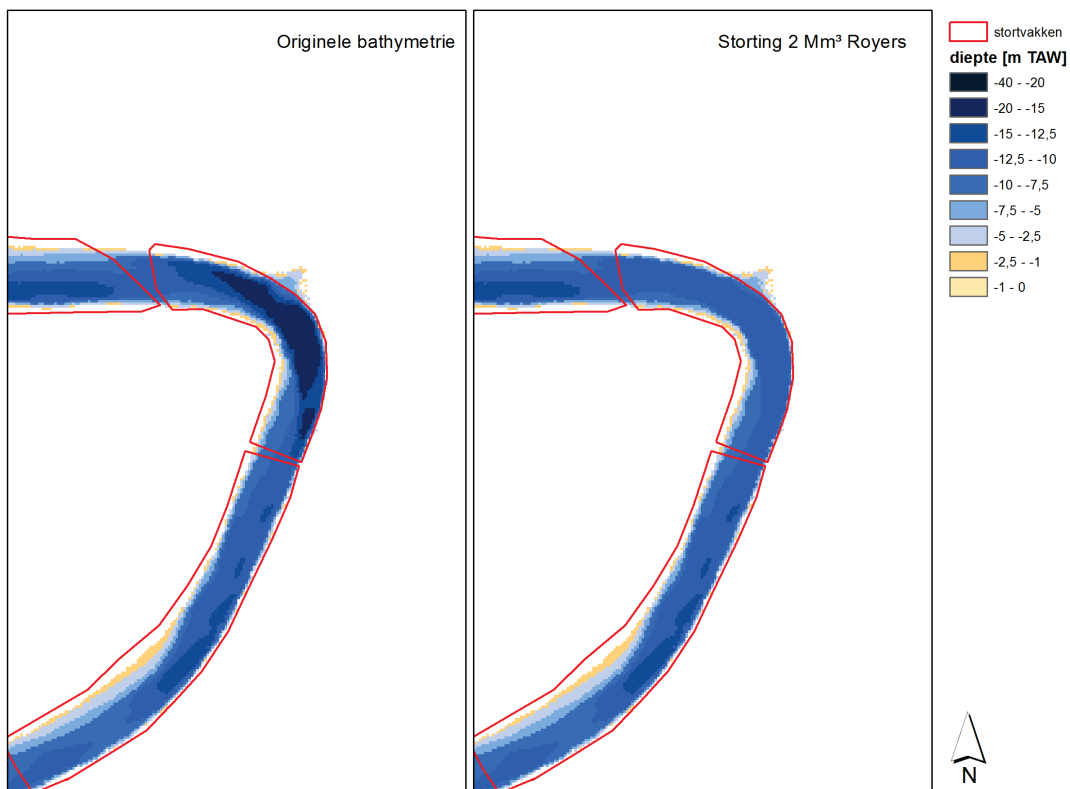 Originele bathymetrie
Storting 2 Mm³ Royers
stortvakken
diepte [m TAW]
-40 - -20
-20 - -15
-15 - -12,5
-12,5 - -10
-10 - -7,5
-7,5 - -5
-5 - -2,5
-2,5 - -1
-1 - 0
N